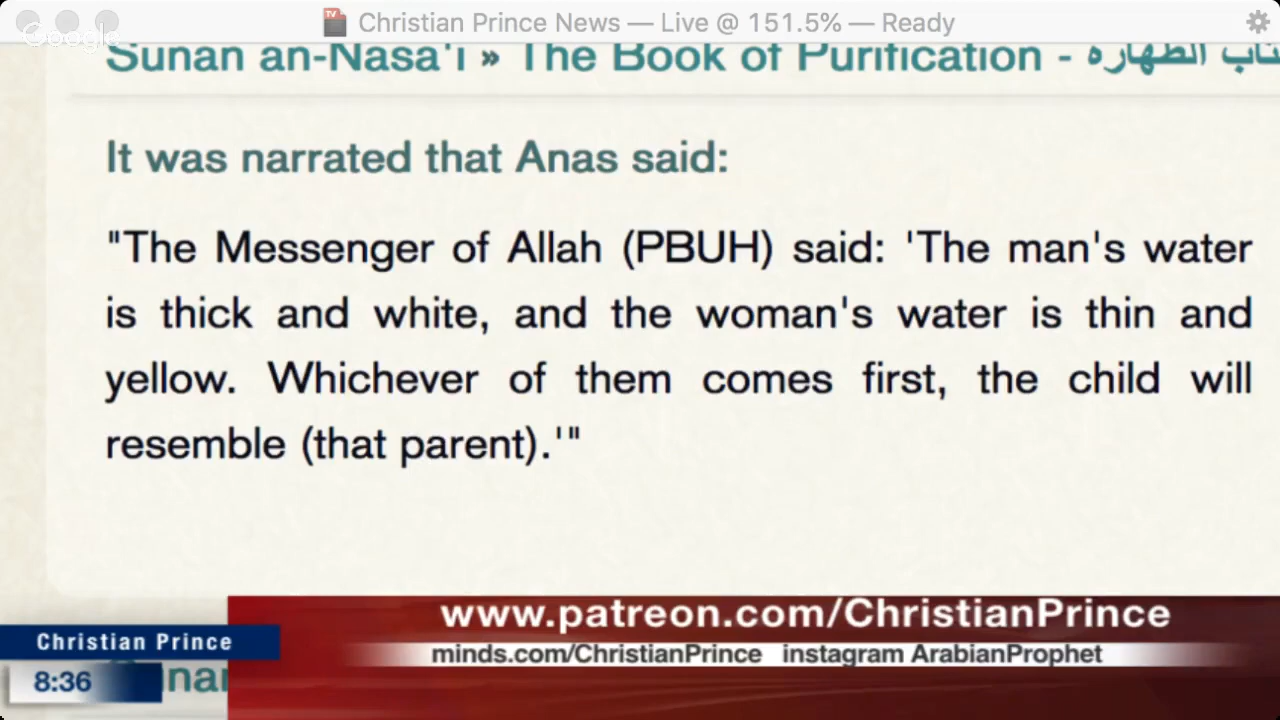 Christian Prince News — Live @ 151.5% — Ready
Google
Sunan an-Nasa'i » The Book of Purification - كتاب الطهارة
It was narrated that Anas said:
"The Messenger of Allah (PBUH) said: 'The man's water
is thick and white, and the woman's water is thin and
yellow. Whichever of them comes first, the child will
resemble (that parent).'"
www.patreon.com/ChristianPrince
Christian Prince
minds.com/ChristianPrince instagram ArabianProphet
8:36